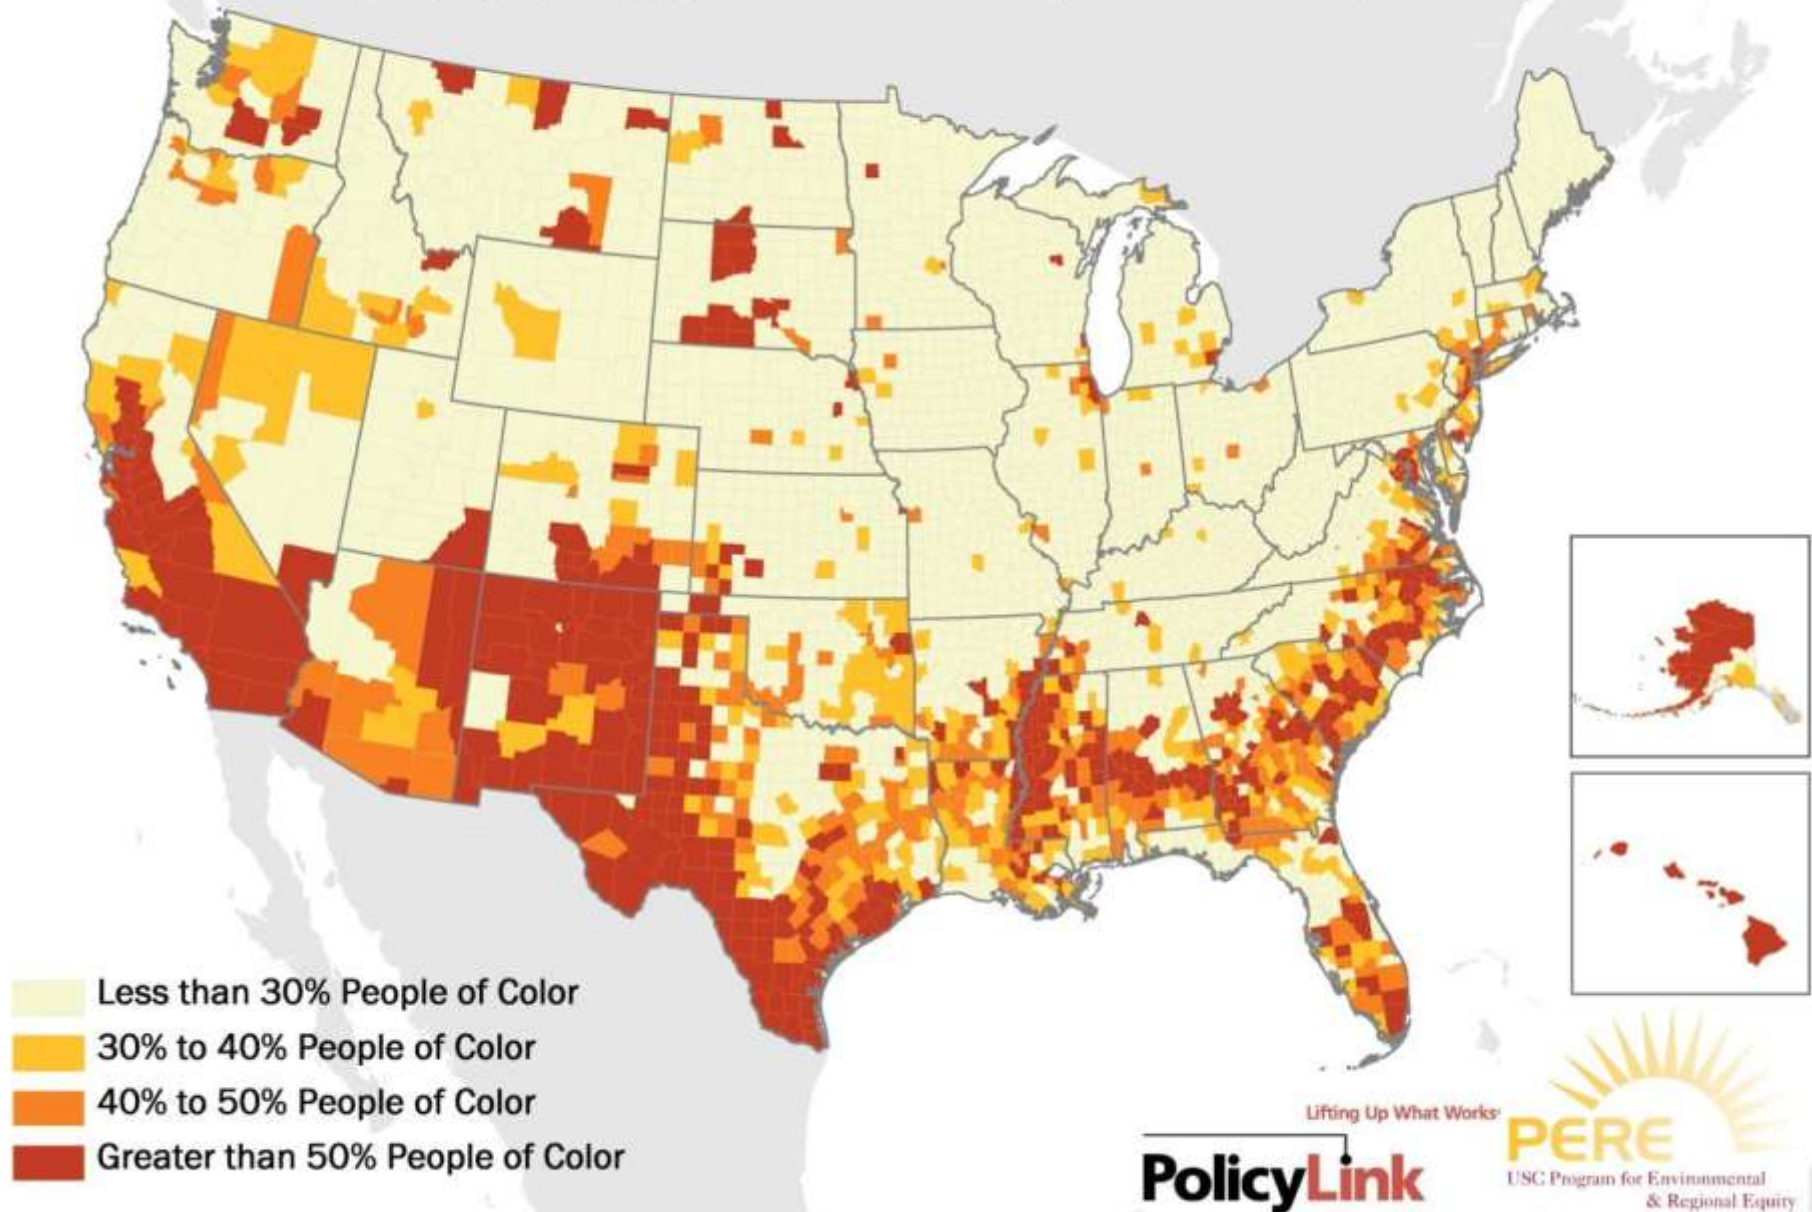 Less than 30% People of Color
30% to 40% People of Color
40% to 50% People of Color
Greater than 50% People of Color
Lifting Up What Works
PolicyLink
PERE
USC Program for Environmental
& Regional Equity